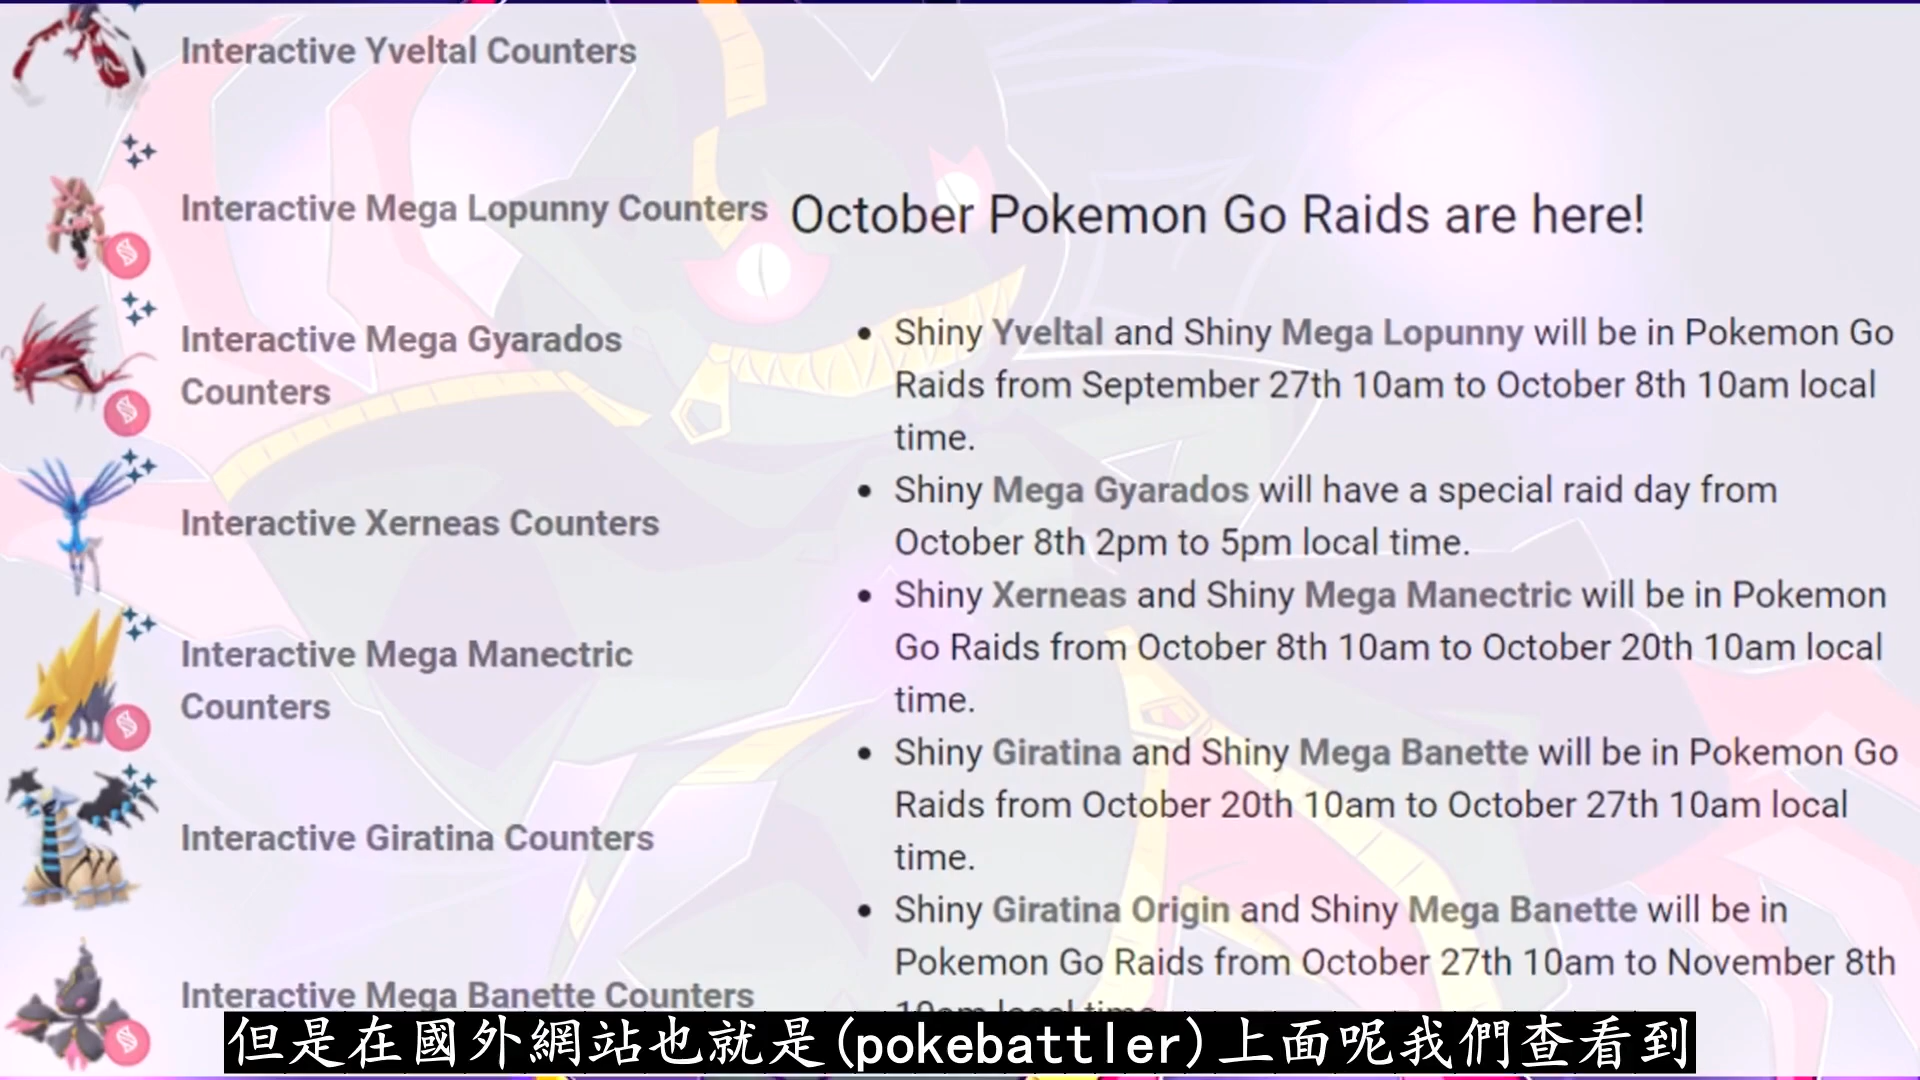 Interactive Yveltal Counters
Interactive Mega Lopunny Counters
Interactive Mega Gyarados
Counters
Interactive Xerneas Counters
Interactive Mega Manectric
Counters
Interactive Giratina Counters
Interactive Mega Banette Counters
October Pokemon Go Raids are here!
• Shiny Yveltal and Shiny Mega Lopunny will be in Pokemon Go
Raids from September 27th 10am to October 8th 10am local
time.
• Shiny Mega Gyarados will have a special raid day from
October 8th 2pm to 5pm local time.
• Shiny Xerneas and Shiny Mega Manectric will be in Pokemon
Go Raids from October 8th 10am to October 20th 10am local
time.
• Shiny Giratina and Shiny Mega Banette will be in Pokemon Go
Raids from October 20th 10am to October 27th 10am local
time.
• Shiny Giratina Origin and Shiny Mega Banette will be in
Pokemon Go Raids from October 27th 10am to November 8th
10am local time
但是在國外網站也就是(pokebattler)上面呢我們查看到